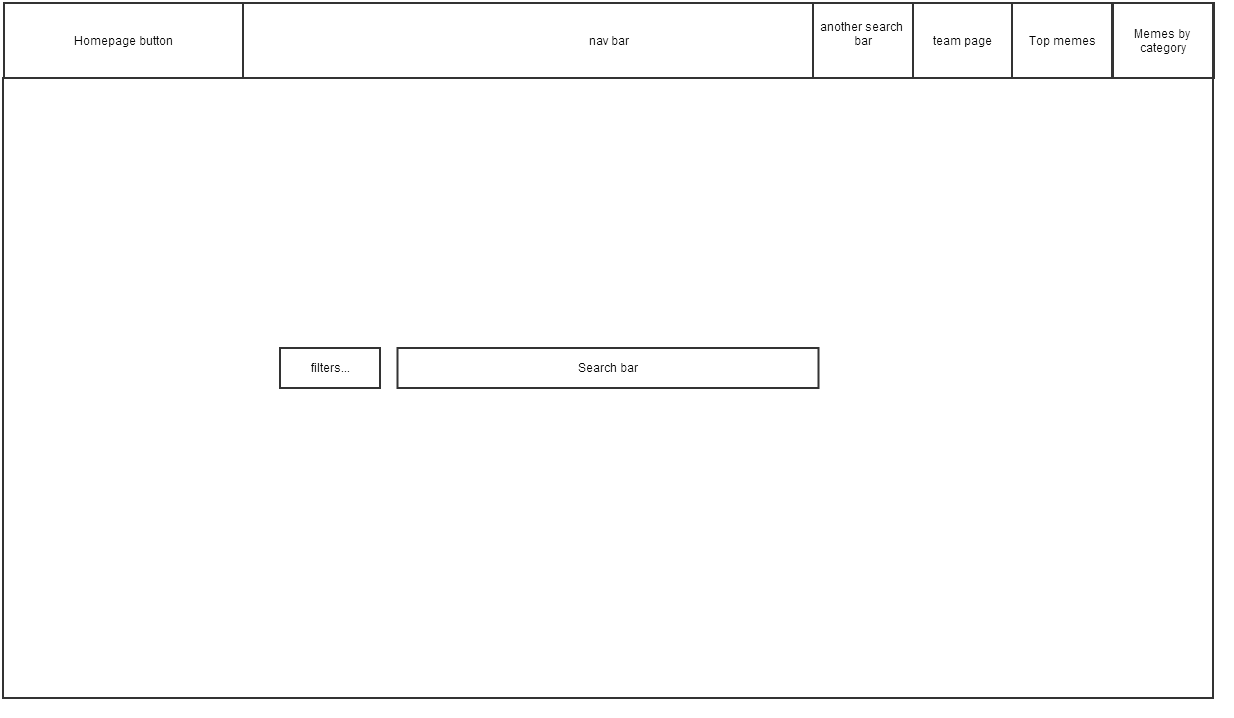 Homepage button
nav bar
another search
bar
team page
Top memes
Memes by
category
filters...
Search bar